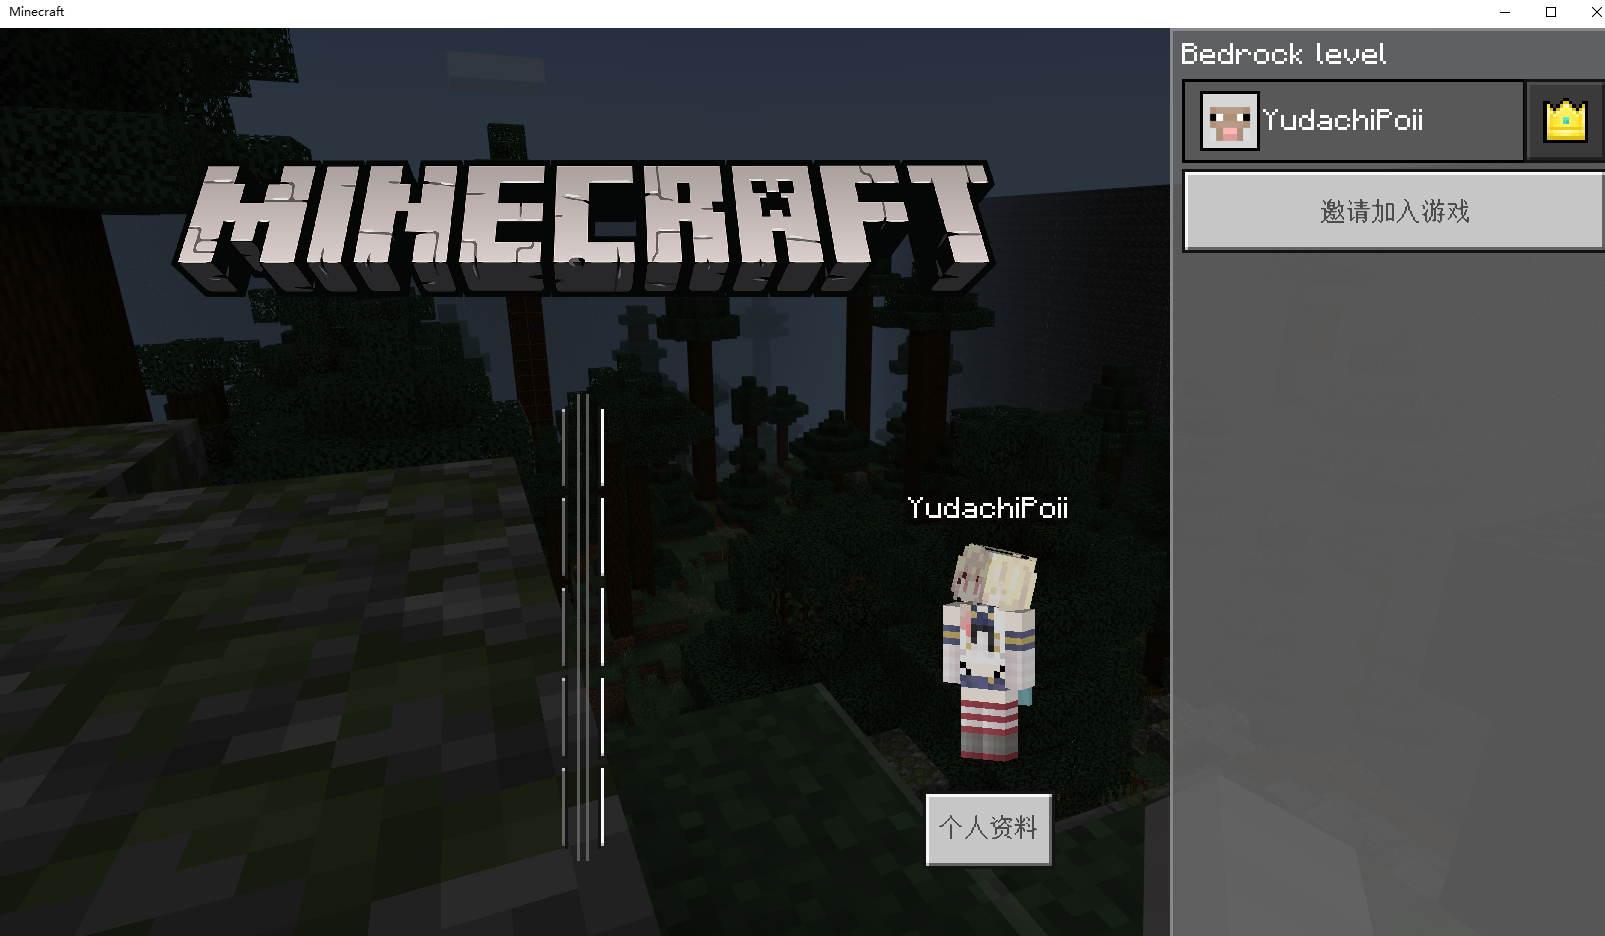 Minecraft
MINECRAFT
Bedrock level
YudachiPoii
邀请加入游戏
YudachiPoii
个人资料